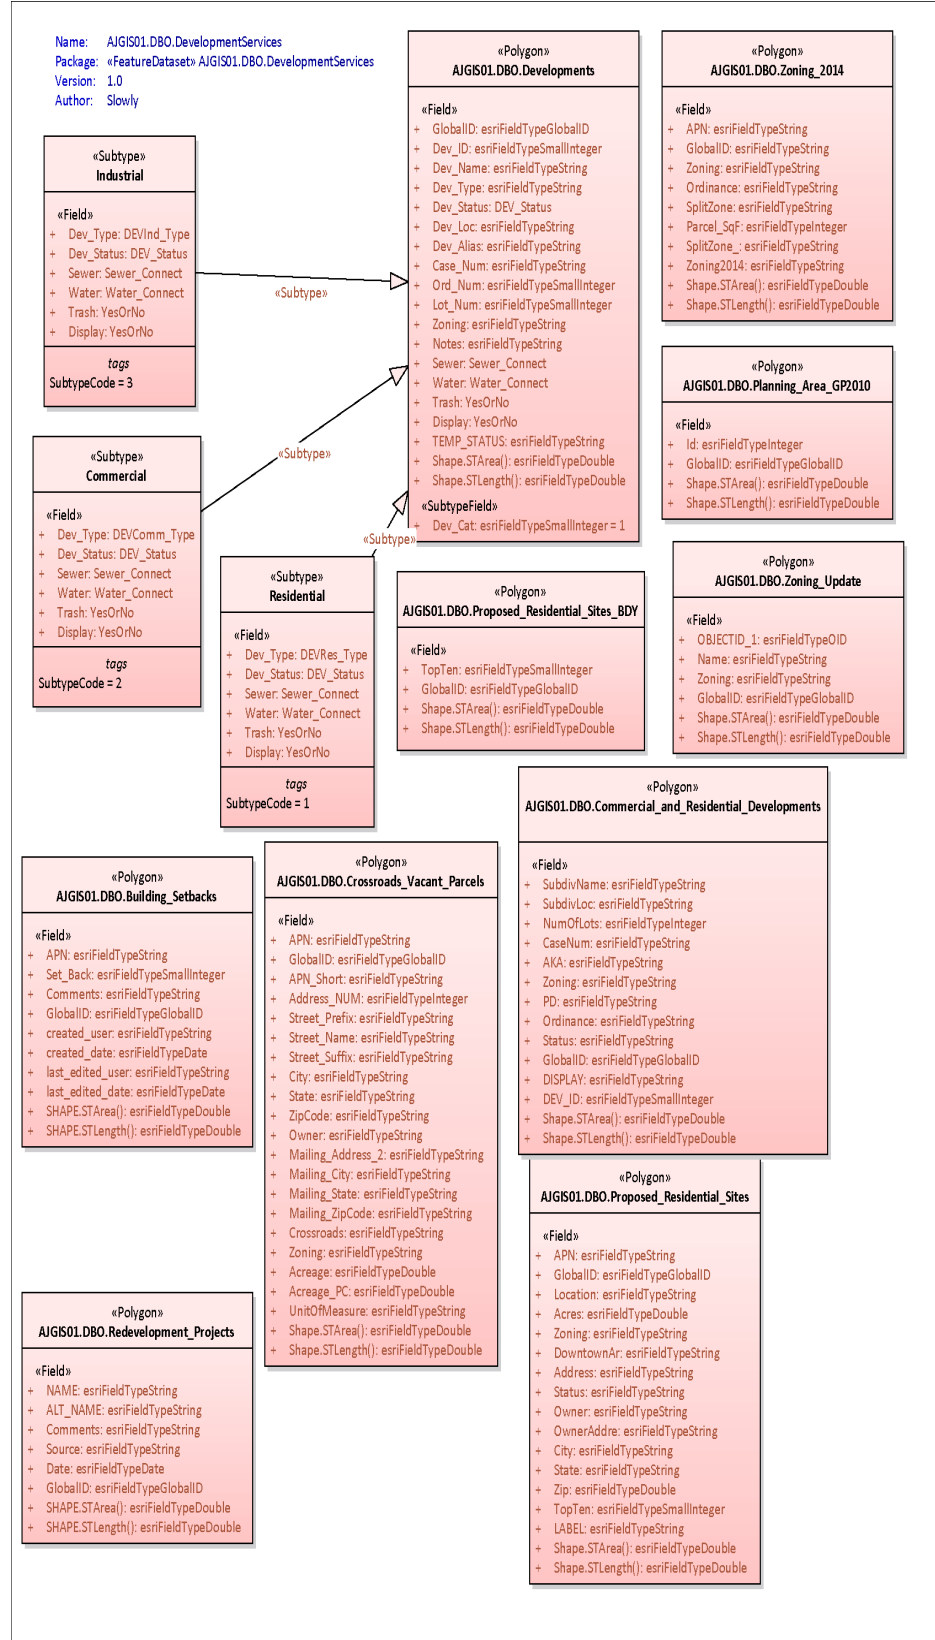 Name: AJGIS01.DBO.DevelopmentServices
Package: «FeatureDataset» AJGIS01.DBO.DevelopmentServices
Version: 1.0
Author: Slowly
«Subtype»
Industrial
«Field»
+ Dev_Type: DEVInd_Type
+ Dev_Status: DEV_Status
+ Sewer: Sewer_Connect
+ Water: Water_Connect
+ Trash: YesOrNo
+ Display: YesOrNo
tags
SubtypeCode = 3
«Subtype»
«Polygon»
AJGIS01.DBO.Developments
«Field»
+ GlobalID: esriFieldTypeGlobalID
+ Dev_ID: esriFieldTypeSmallInteger
+ Dev_Name: esriFieldTypeString
+ Dev_Type: esriFieldTypeString
+ Dev_Status: DEV_Status
+ Dev_Loc: esriFieldTypeString
+ Dev_Alias: esriFieldTypeString
+ Case_Num: esriFieldTypeString
+ Ord_Num: esriFieldTypeSmallInteger
+ Lot_Num: esriFieldTypeSmallInteger
+ Zoning: esriFieldTypeString
+ Notes: esriFieldTypeString
+ Sewer: Sewer_Connect
+ Water: Water_Connect
+ Trash: YesOrNo
+ Display: YesOrNo
+ TEMP_STATUS: esriFieldTypeString
+ Shape.STArea(): esriFieldTypeDouble
+ Shape.STLength(): esriFieldTypeDouble
«SubtypeField»
+ Dev_Cat: esriFieldTypeSmallInteger = 1
«Polygon»
AJGIS01.DBO.Zoning_2014
«Field»
+ APN: esriFieldTypeString
+ GlobalID: esriFieldTypeString
+ Zoning: esriFieldTypeString
+ Ordinance: esriFieldTypeString
+ SplitZone: esriFieldTypeString
+ Parcel_SqF: esriFieldTypeInteger
+ SplitZone_: esriFieldTypeString
+ Zoning2014: esriFieldTypeString
+ Shape.STArea(): esriFieldTypeDouble
+ Shape.STLength(): esriFieldTypeDouble
«Polygon»
AJGIS01.DBO.Planning_Area_GP2010
«Field»
+ Id: esriFieldTypeInteger
+ GlobalID: esriFieldTypeGlobalID
+ Shape.STArea(): esriFieldTypeDouble
+ Shape.STLength(): esriFieldTypeDouble
«Subtype»
Commercial
«Field»
+ Dev_Type: DEVComm_Type
+ Dev_Status: DEV_Status
+ Sewer: Sewer_Connect
+ Water: Water_Connect
+ Trash: YesOrNo
+ Display: YesOrNo
tags
SubtypeCode = 2
«Subtype»
«Subtype»
«Subtype»
Residential
«Field»
+ Dev_Type: DEVRes_Type
+ Dev_Status: DEV_Status
+ Sewer: Sewer_Connect
+ Water: Water_Connect
+ Trash: YesOrNo
+ Display: YesOrNo
tags
SubtypeCode = 1
«Polygon»
AJGIS01.DBO.Proposed_Residential_Sites_BDY
«Field»
+ TopTen: esriFieldTypeSmallInteger
+ GlobalID: esriFieldTypeGlobalID
+ Shape.STArea(): esriFieldTypeDouble
+ Shape.STLength(): esriFieldTypeDouble
«Polygon»
AJGIS01.DBO.Zoning_Update
«Field»
+ OBJECTID_1: esriFieldTypeOID
+ Name: esriFieldTypeString
+ Zoning: esriFieldTypeString
+ GlobalID: esriFieldTypeGlobalID
+ Shape.STArea(): esriFieldTypeDouble
+ Shape.STLength(): esriFieldTypeDouble
«Polygon»
AJGIS01.DBO.Commercial_and_Residential_Developments
«Field»
+ SubdivName: esriFieldTypeString
+ SubdivLoc: esriFieldTypeString
+ NumOfLots: esriFieldTypeInteger
+ CaseNum: esriFieldTypeString
+ AKA: esriFieldTypeString
+ Zoning: esriFieldTypeString
+ PD: esriFieldTypeString
+ Ordinance: esriFieldTypeString
+ Status: esriFieldTypeString
+ GlobalID: esriFieldTypeGlobalID
+ DISPLAY: esriFieldTypeString
+ DEV_ID: esriFieldTypeSmallInteger
+ Shape.STArea(): esriFieldTypeDouble
+ Shape.STLength(): esriFieldTypeDouble
«Polygon»
AJGIS01.DBO.Building_Setbacks
«Field»
+ APN: esriFieldTypeString
+ Set_Back: esriFieldTypeSmallInteger
+ Comments: esriFieldTypeString
+ GlobalID: esriFieldTypeGlobalID
+ created_user: esriFieldTypeString
+ created_date: esriFieldTypeDate
+ last_edited_user: esriFieldTypeString
+ last_edited_date: esriFieldTypeDate
+ SHAPE.STArea(): esriFieldTypeDouble
+ SHAPE.STLength(): esriFieldTypeDouble
«Polygon»
AJGIS01.DBO.Crossroads_Vacant_Parcels
«Field»
+ APN: esriFieldTypeString
+ GlobalID: esriFieldTypeGlobalID
+ APN_Short: esriFieldTypeString
+ Address_NUM: esriFieldTypeInteger
+ Street_Prefix: esriFieldTypeString
+ Street_Name: esriFieldTypeString
+ Street_Suffix: esriFieldTypeString
+ City: esriFieldTypeString
+ State: esriFieldTypeString
+ ZipCode: esriFieldTypeString
+ Owner: esriFieldTypeString
+ Mailing_Address_2: esriFieldTypeString
+ Mailing_City: esriFieldTypeString
+ Mailing_State: esriFieldTypeString
+ Mailing_ZipCode: esriFieldTypeString
+ Crossroads: esriFieldTypeString
+ Zoning: esriFieldTypeString
+ Acreage: esriFieldTypeDouble
+ Acreage_PC: esriFieldTypeDouble
+ UnitOfMeasure: esriFieldTypeString
+ Shape.STArea(): esriFieldTypeDouble
+ Shape.STLength(): esriFieldTypeDouble
«Polygon»
AJGIS01.DBO.Proposed_Residential_Sites
«Field»
+ APN: esriFieldTypeString
+ GlobalID: esriFieldTypeGlobalID
+ Location: esriFieldTypeString
+ Acres: esriFieldTypeDouble
+ Zoning: esriFieldTypeString
+ DowntownAr: esriFieldTypeString
+ Address: esriFieldTypeString
+ Status: esriFieldTypeString
+ Owner: esriFieldTypeString
+ OwnerAddre: esriFieldTypeString
+ City: esriFieldTypeString
+ State: esriFieldTypeString
+ Zip: esriFieldTypeDouble
+ TopTen: esriFieldTypeSmallInteger
+ LABEL: esriFieldTypeString
+ Shape.STArea(): esriFieldTypeDouble
+ Shape.STLength(): esriFieldTypeDouble
«Polygon»
AJGIS01.DBO.Redevelopment_Projects
«Field»
+ NAME: esriFieldTypeString
+ ALT_NAME: esriFieldTypeString
+ Comments: esriFieldTypeString
+ Source: esriFieldTypeString
+ Date: esriFieldTypeDate
+ GlobalID: esriFieldTypeGlobalID
+ SHAPE.STArea(): esriFieldTypeDouble
+ SHAPE.STLength(): esriFieldTypeDouble